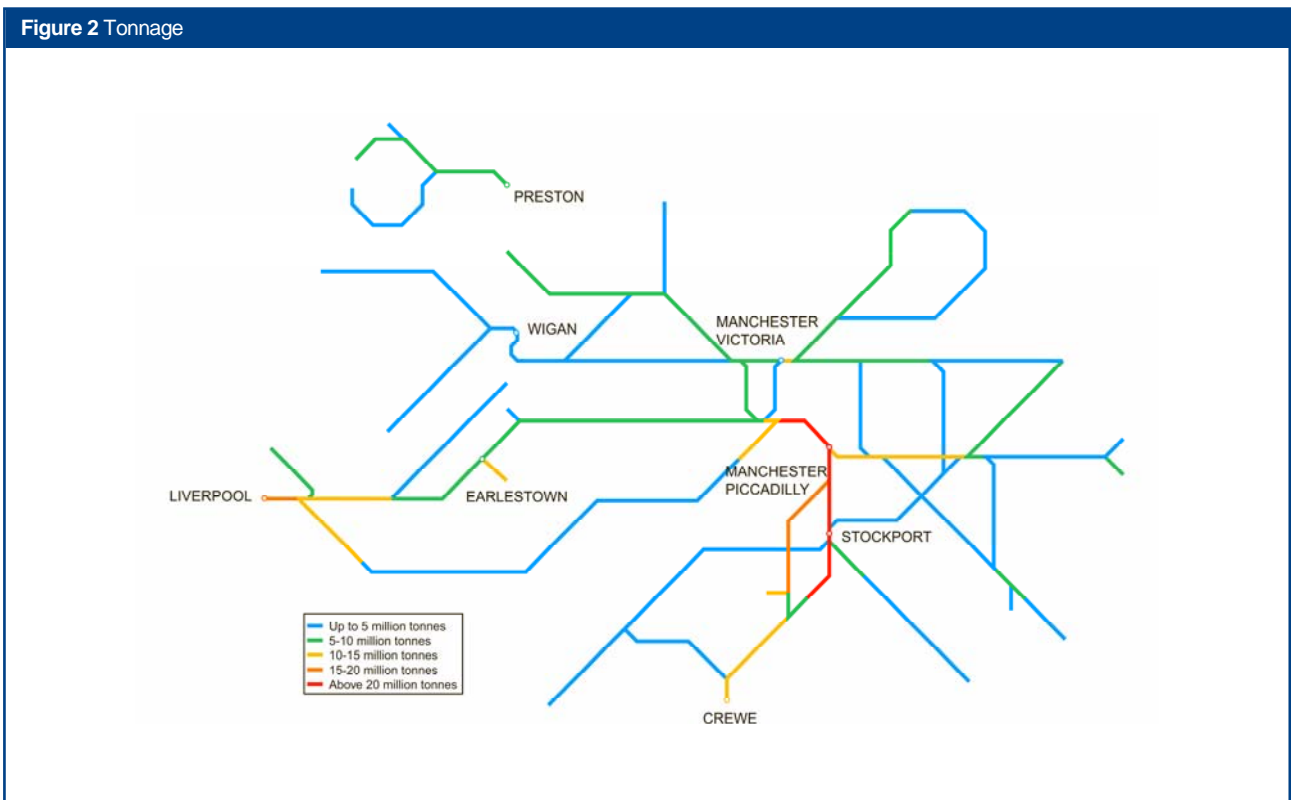 Figure 2 Tonnage
PRESTON
WIGAN
MANCHESTER
VICTORIA
LIVERPOOL
EARLESTOWN
MANCHESTER
PICCADILLY
STOCKPORT
Up to 5 million tonnes
5-10 million tonnes
10-15 million tonnes
15-20 million tonnes
Above 20 million tonnes
CREWE